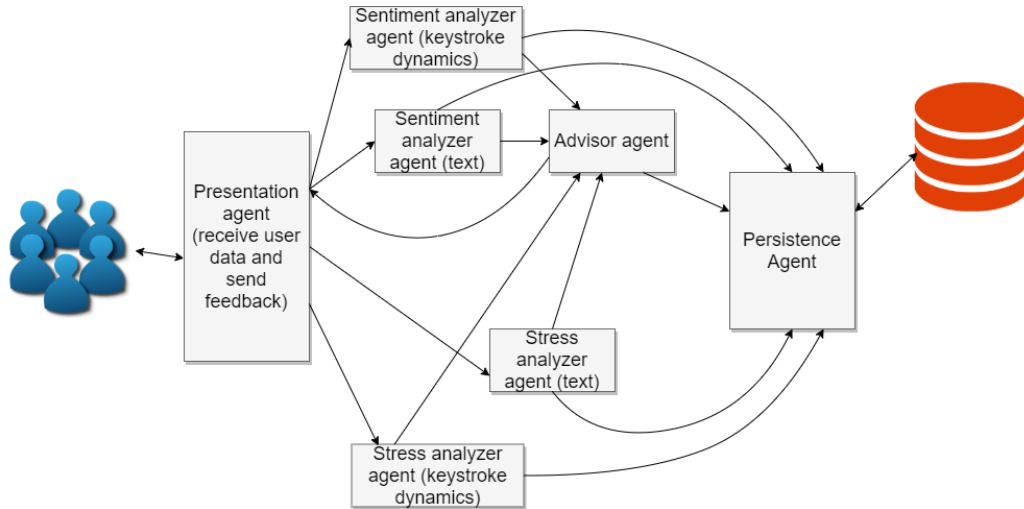 Sentiment analyzer
agent (keystroke
dynamics)
Sentiment
analyzer
agent (text)
Advisor agent
Presentation
agent
(receive user
data and
send
feedback)
Persistence
Agent
Stress
analyzer
agent (text)
Stress analyzer
agent (keystroke
dynamics)